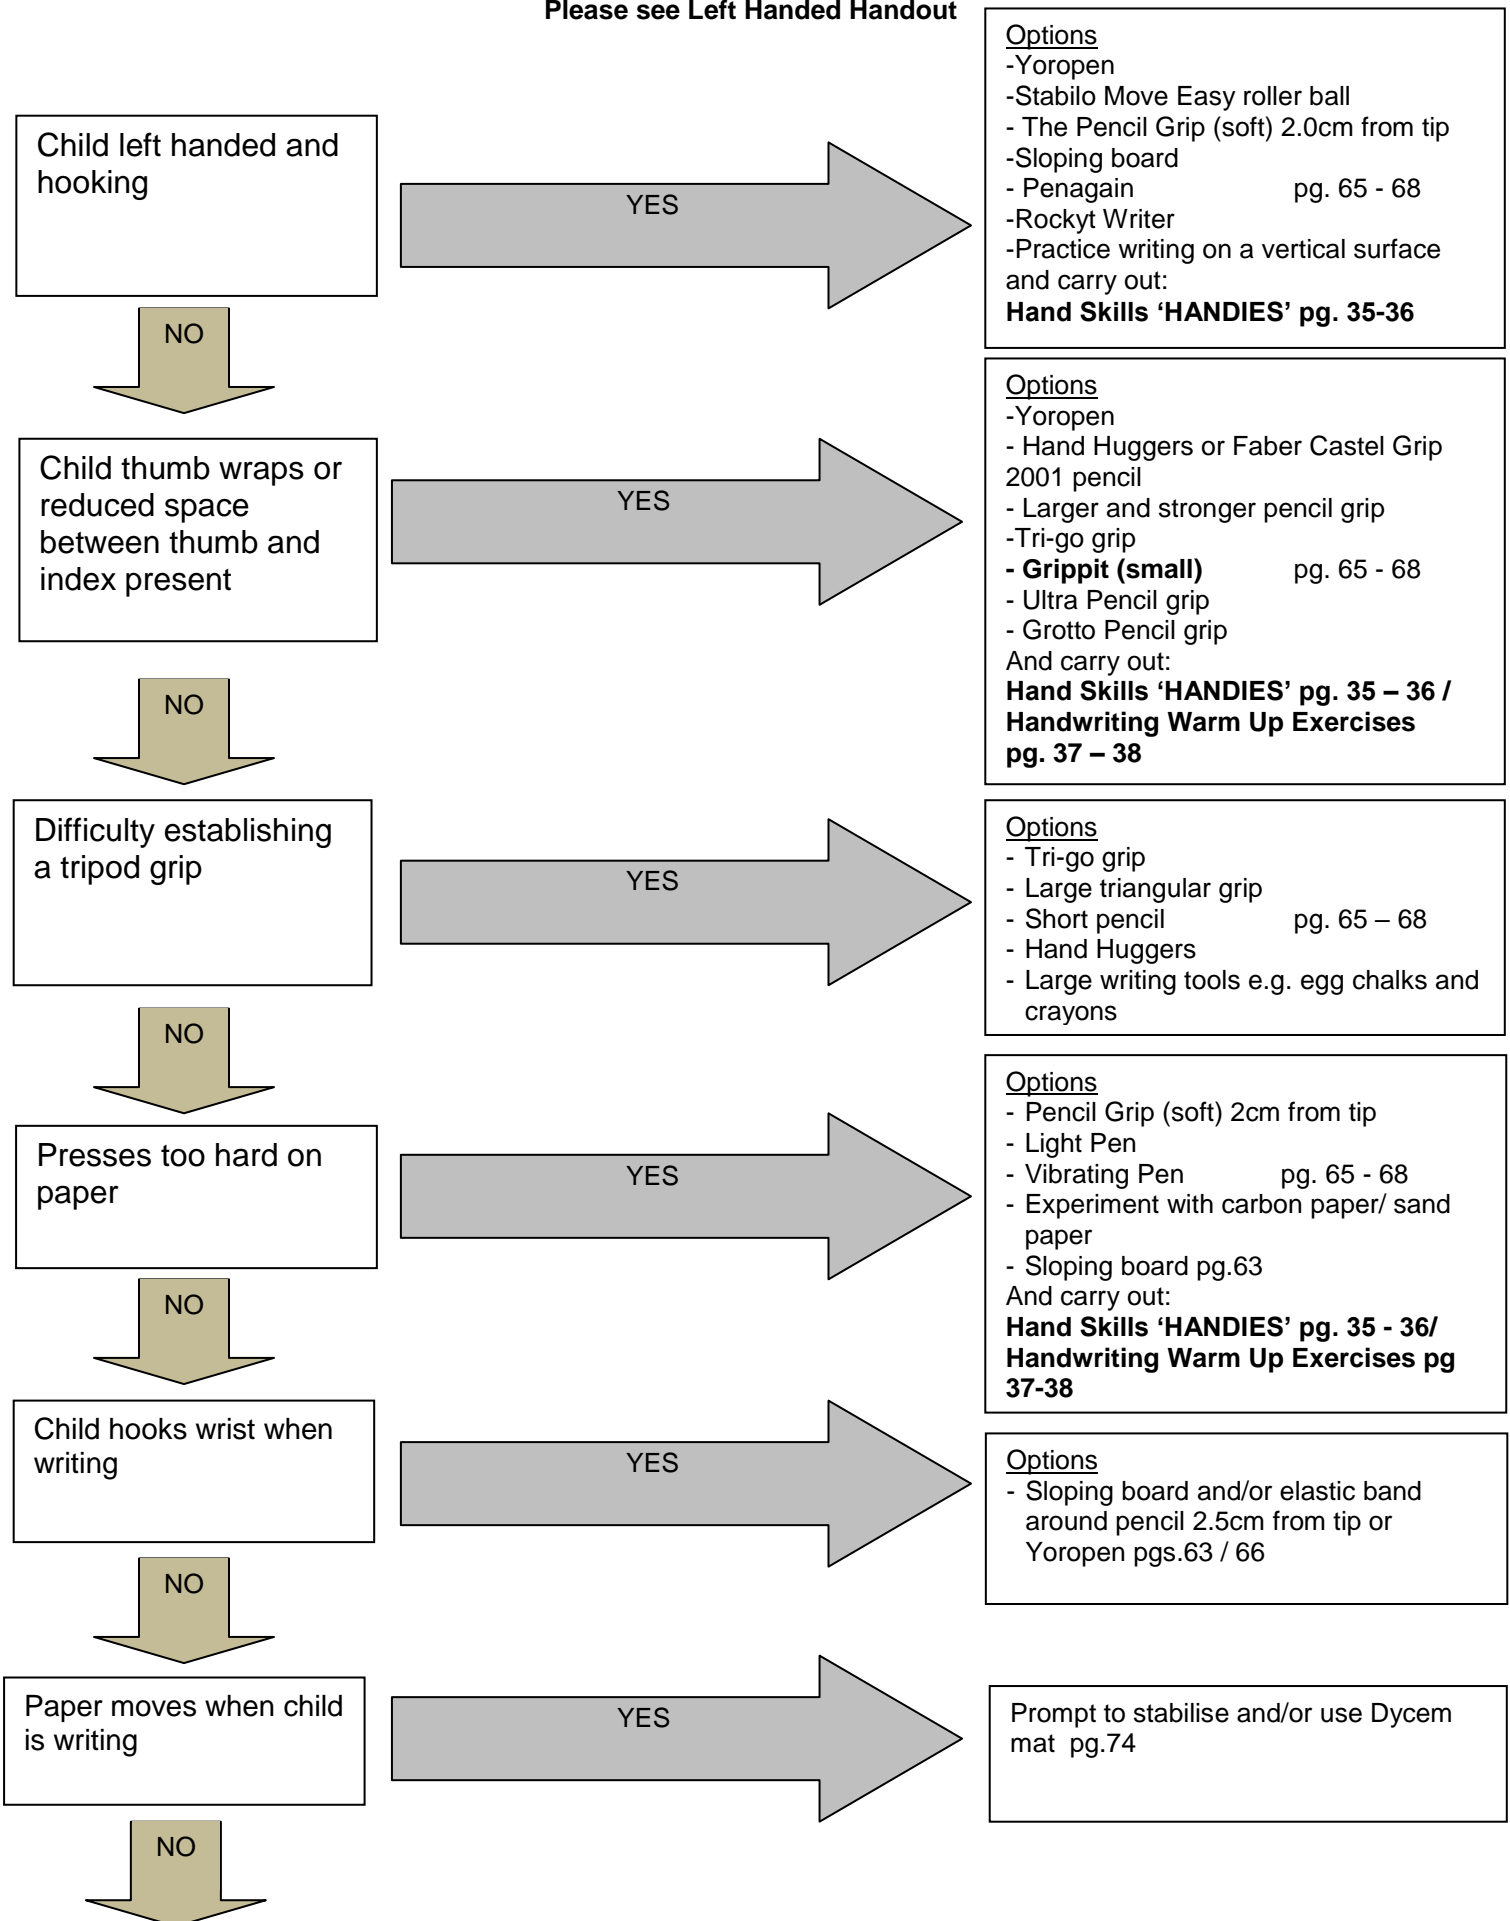 Please see Left Handed Handout
Child left handed and
hooking
YES
Options
-Yoropen
-Stabilo Move Easy roller ball
- The Pencil Grip (soft) 2.0cm from tip
-Sloping board
- Penagain pg. 65 - 68
-Rockyt Writer
-Practice writing on a vertical surface
and carry out:
Hand Skills ‘HANDIES’ pg. 35-36
NO
Child thumb wraps or
reduced space
between thumb and
index present
YES
Options
-Yoropen
- Hand Huggers or Faber Castel Grip
2001 pencil
- Larger and stronger pencil grip
-Tri-go grip
- Grippit (small) pg. 65 - 68
- Ultra Pencil grip
- Grotto Pencil grip
And carry out:
Hand Skills ‘HANDIES’ pg. 35 – 36 /
Handwriting Warm Up Exercises
pg. 37 – 38
NO
Difficulty establishing
a tripod grip
YES
Options
- Tri-go grip
- Large triangular grip
- Short pencil pg. 65 – 68
- Hand Huggers
- Large writing tools e.g. egg chalks and
crayons
NO
Presses too hard on
paper
YES
Options
- Pencil Grip (soft) 2cm from tip
- Light Pen
- Vibrating Pen pg. 65 - 68
- Experiment with carbon paper/ sand
paper
- Sloping board pg.63
And carry out:
Hand Skills ‘HANDIES’ pg. 35 - 36/
Handwriting Warm Up Exercises pg
37-38
NO
Child hooks wrist when
writing
YES
Options
- Sloping board and/or elastic band
around pencil 2.5cm from tip or
Yoropen pgs.63 / 66
NO
Paper moves when child
is writing
YES
Prompt to stabilise and/or use Dycem
mat pg.74
NO